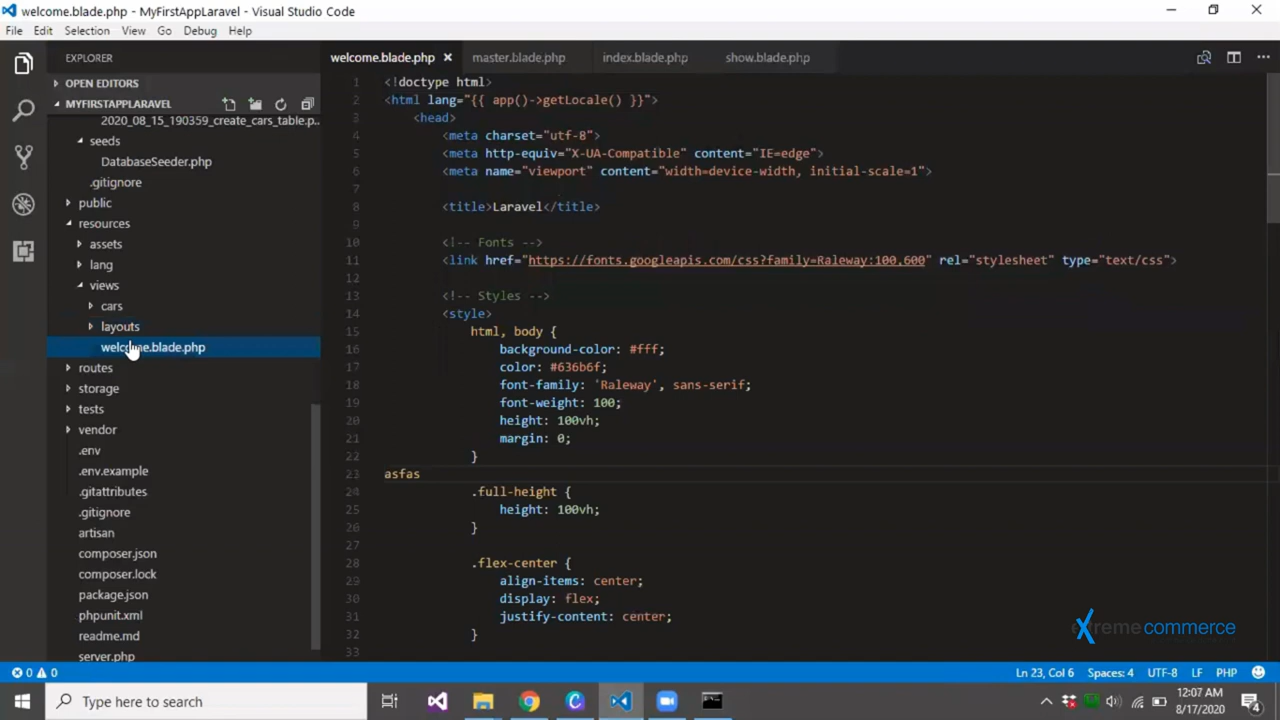 welcome.blade.php - MyFirstAppLaravel - Visual Studio Code
File Edit Selection View Go Debug Help
EXPLORER
OPEN EDITORS
MYFIRSTAPPLARAVEL
2020_08_15_190359_create_cars_table.p...
seeds
DatabaseSeeder.php
.gitignore
public
resources
assets
lang
views
cars
layouts
welcome.blade.php
routes
storage
tests
vendor
.env
.env.example
.gitattributes
.gitignore
artisan
composer.json
composer.lock
package.json
phpunit.xml
readme.md
server.php
welcome.blade.php master.blade.php index.blade.php show.blade.php
1 <!doctype html>
2 <html lang="{{ app()->getLocale() }}">
3 <head>
4 <meta charset="utf-8">
5 <meta http-equiv="X-UA-Compatible" content="IE=edge">
6 <meta name="viewport" content="width=device-width, initial-scale=1">
7
8 <title>Laravel</title>
9
10 <!-- Fonts -->
11 <link href="https://fonts.googleapis.com/css?family=Raleway:100,600" rel="stylesheet" type="text/css">
12
13 <!-- Styles -->
14 <style>
15 html, body {
16 background-color: #fff;
17 color: #636b6f;
18 font-family: 'Raleway', sans-serif;
19 font-weight: 100;
20 height: 100vh;
21 margin: 0;
22 }
23 asfas
24 .full-height {
25 height: 100vh;
26 }
27
28 .flex-center {
29 align-items: center;
30 display: flex;
31 justify-content: center;
32 }
33
extreme commerce
0 0 Ln 23, Col 6 Spaces: 4 UTF-8 LF PHP
Type here to search
12:07 AM
8/17/2020
4